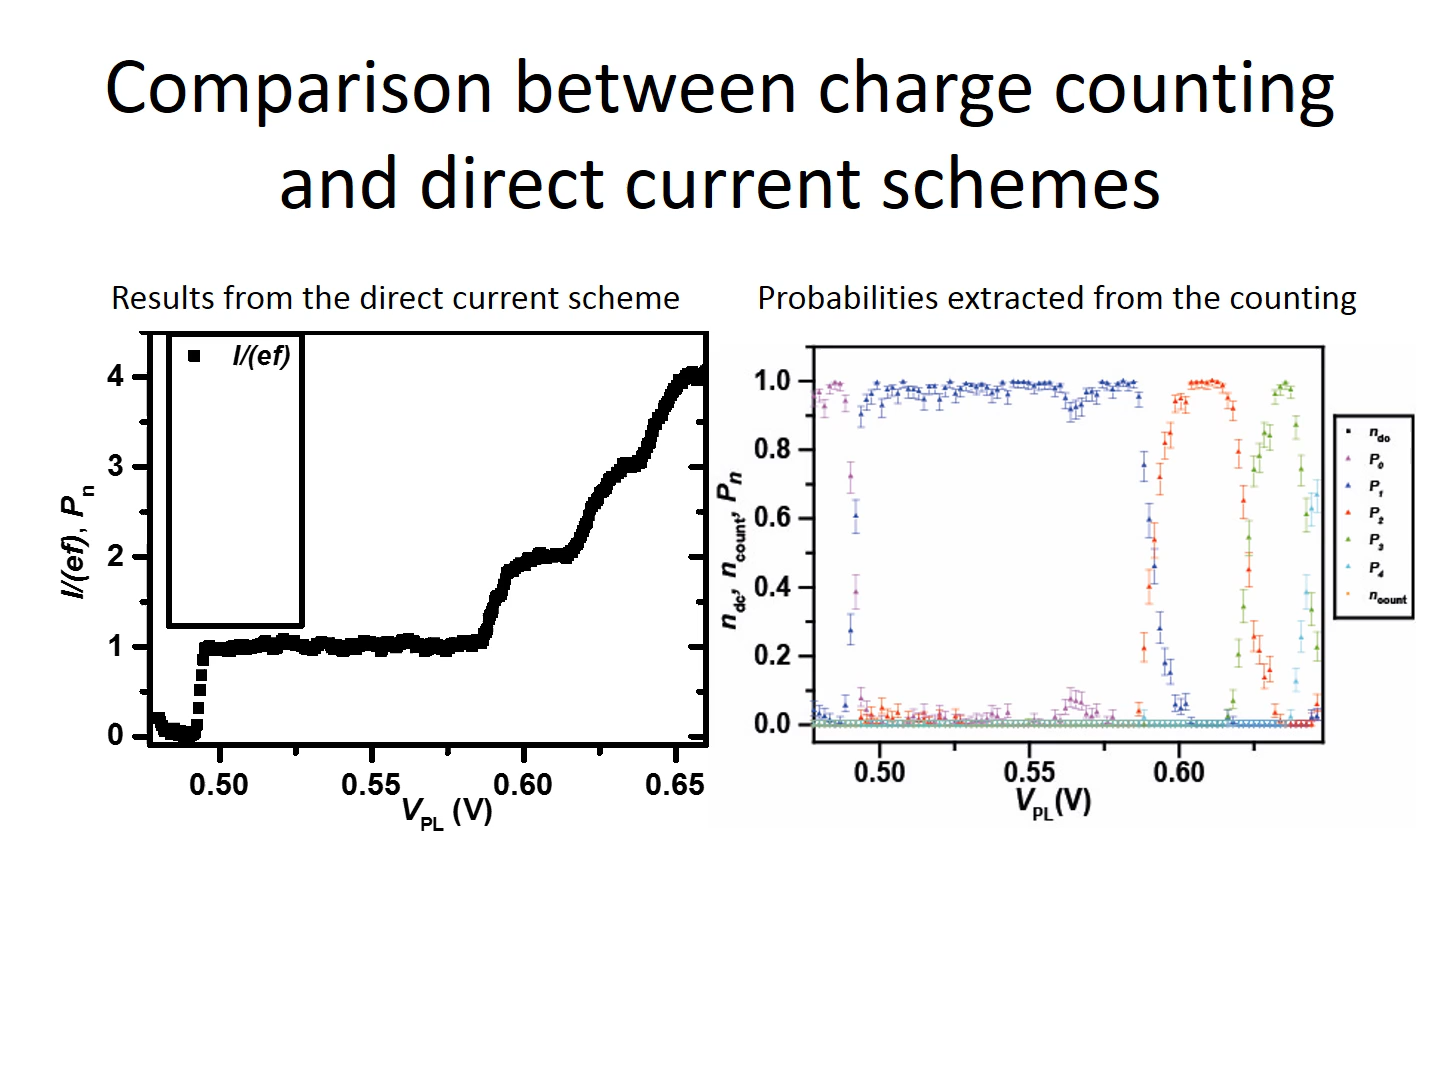 Comparison between charge counting
and direct current schemes
Results from the direct current scheme
I/(ef)
4
3
2
1
0
I/(ef), Pn
0.50
0.55
0.60
0.65
VPL (V)
Probabilities extracted from the counting
1.0
0.8
0.6
0.4
0.2
0.0
ndc, ncount, Pn
0.50
0.55
0.60
VPL(V)
ndc
P0
P1
P2
P3
P4
ncount